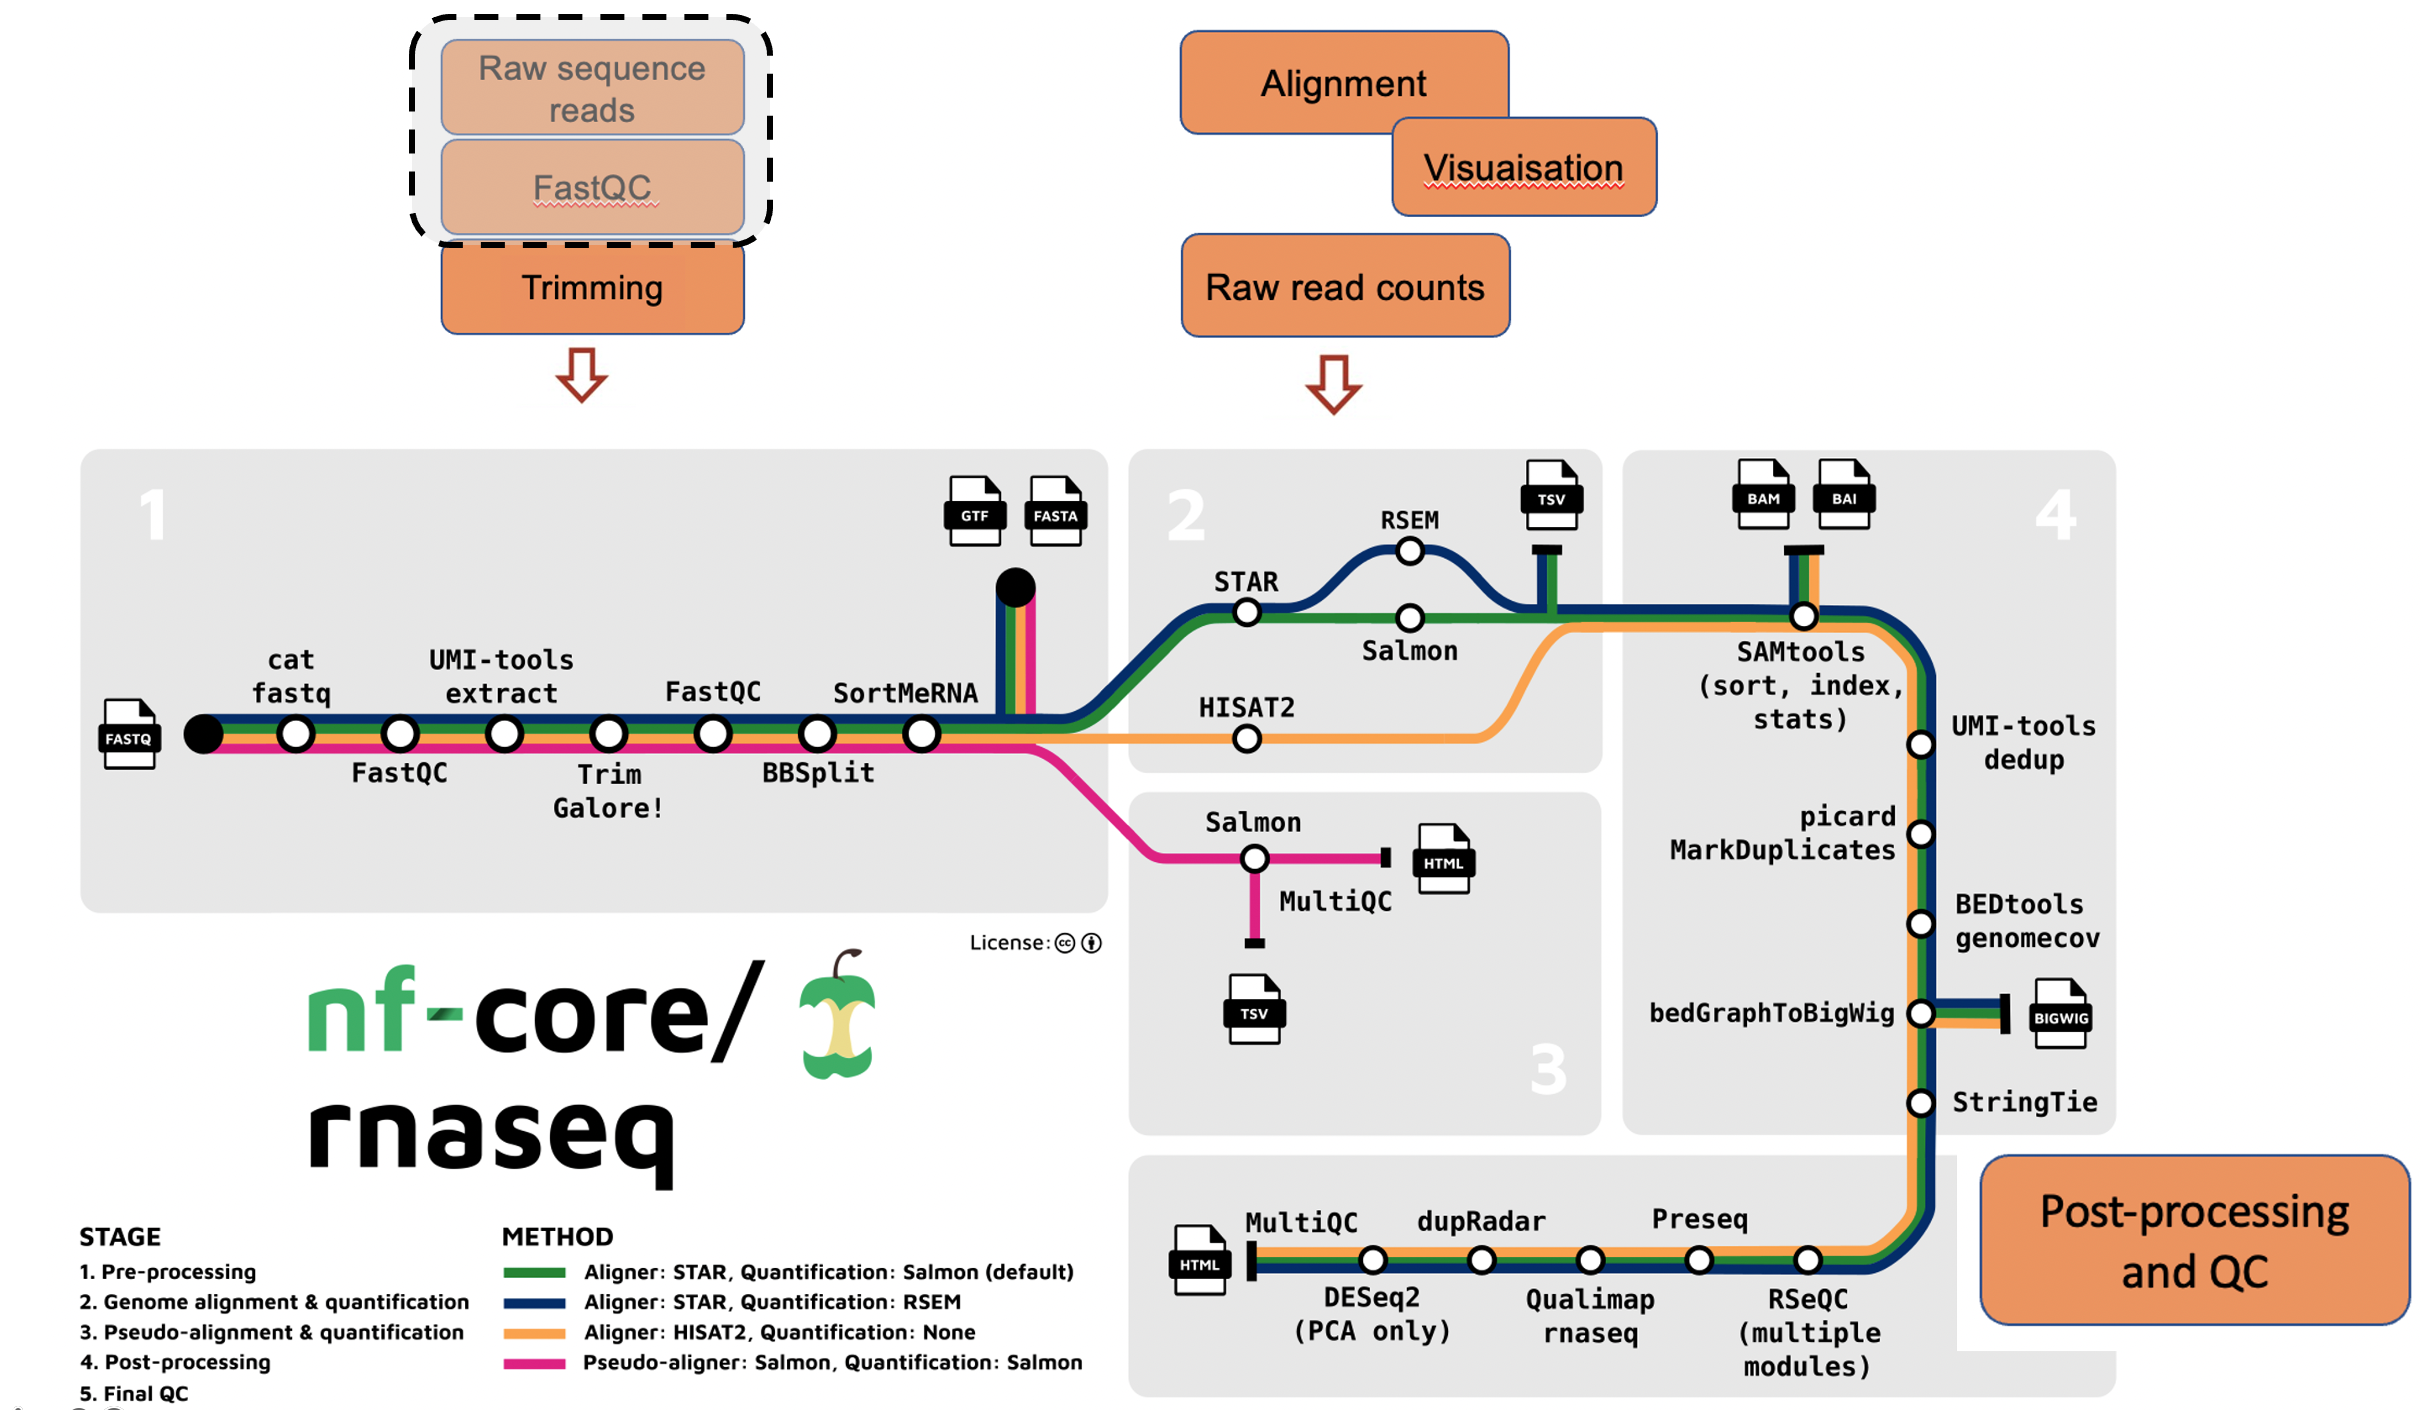 Raw sequence
reads
FastQC
Trimming
Alignment
Visuaisation
Raw read counts
1
GTF
FASTA
cat
fastq
UMI-tools
extract
FastQC
SortMeRNA
FASTQ
FastQC
Trim
Galore!
BBSplit
2
RSEM
TSV
STAR
Salmon
HISAT2
Salmon
HTML
MultiQC
TSV
3
BAM
BAI
4
SAMtools
(sort, index,
stats)
UMI-tools
dedup
picard
MarkDuplicates
BEDtools
genomecov
bedGraphToBigWig
BIGWIG
StringTie
License: cc
nf-core/
rnaseq
HTML
MultiQC
dupRadar
Preseq
DESeq2
(PCA only)
Qualimap
rnaseq
RSeQC
(multiple
modules)
Post-processing
and QC
STAGE
1. Pre-processing
2. Genome alignment & quantification
3. Pseudo-alignment & quantification
4. Post-processing
5. Final QC
METHOD
Aligner: STAR, Quantification: Salmon (default)
Aligner: STAR, Quantification: RSEM
Aligner: HISAT2, Quantification: None
Pseudo-aligner: Salmon, Quantification: Salmon